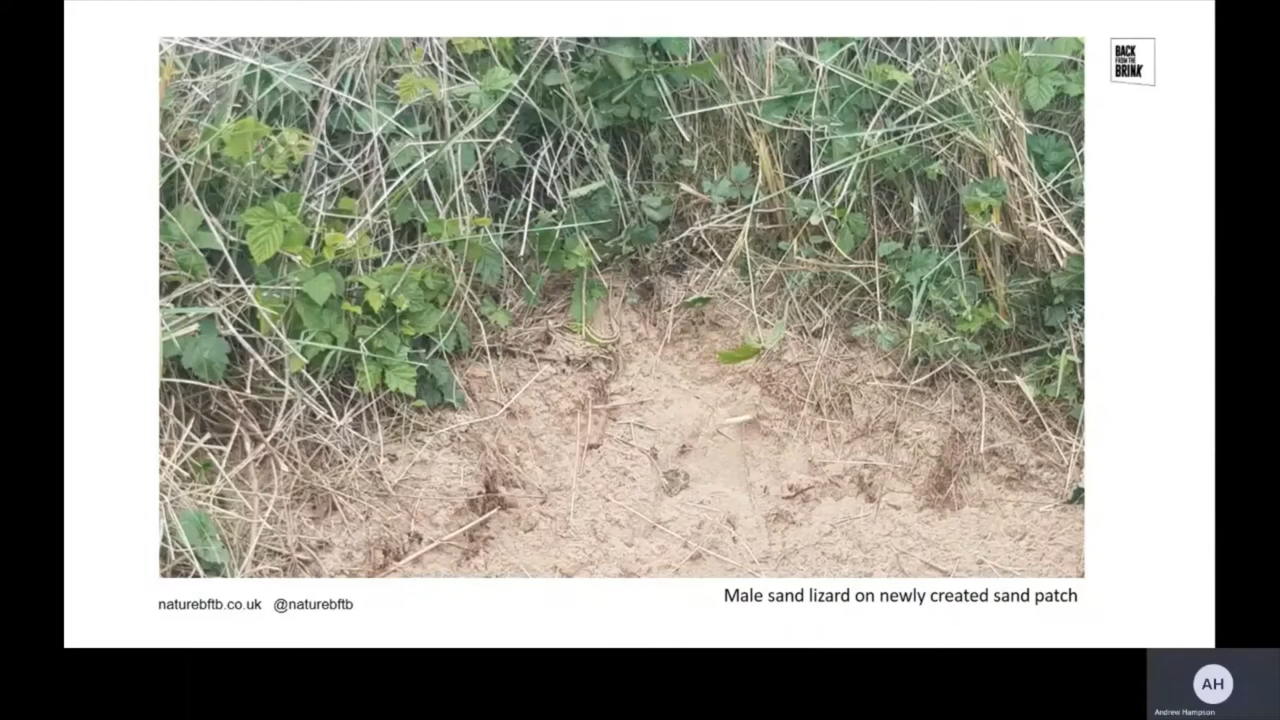 BACK
FROM THE
BRINK
naturebftb.co.uk @naturebftb
Male sand lizard on newly created sand patch
AH
Andrew Hampson